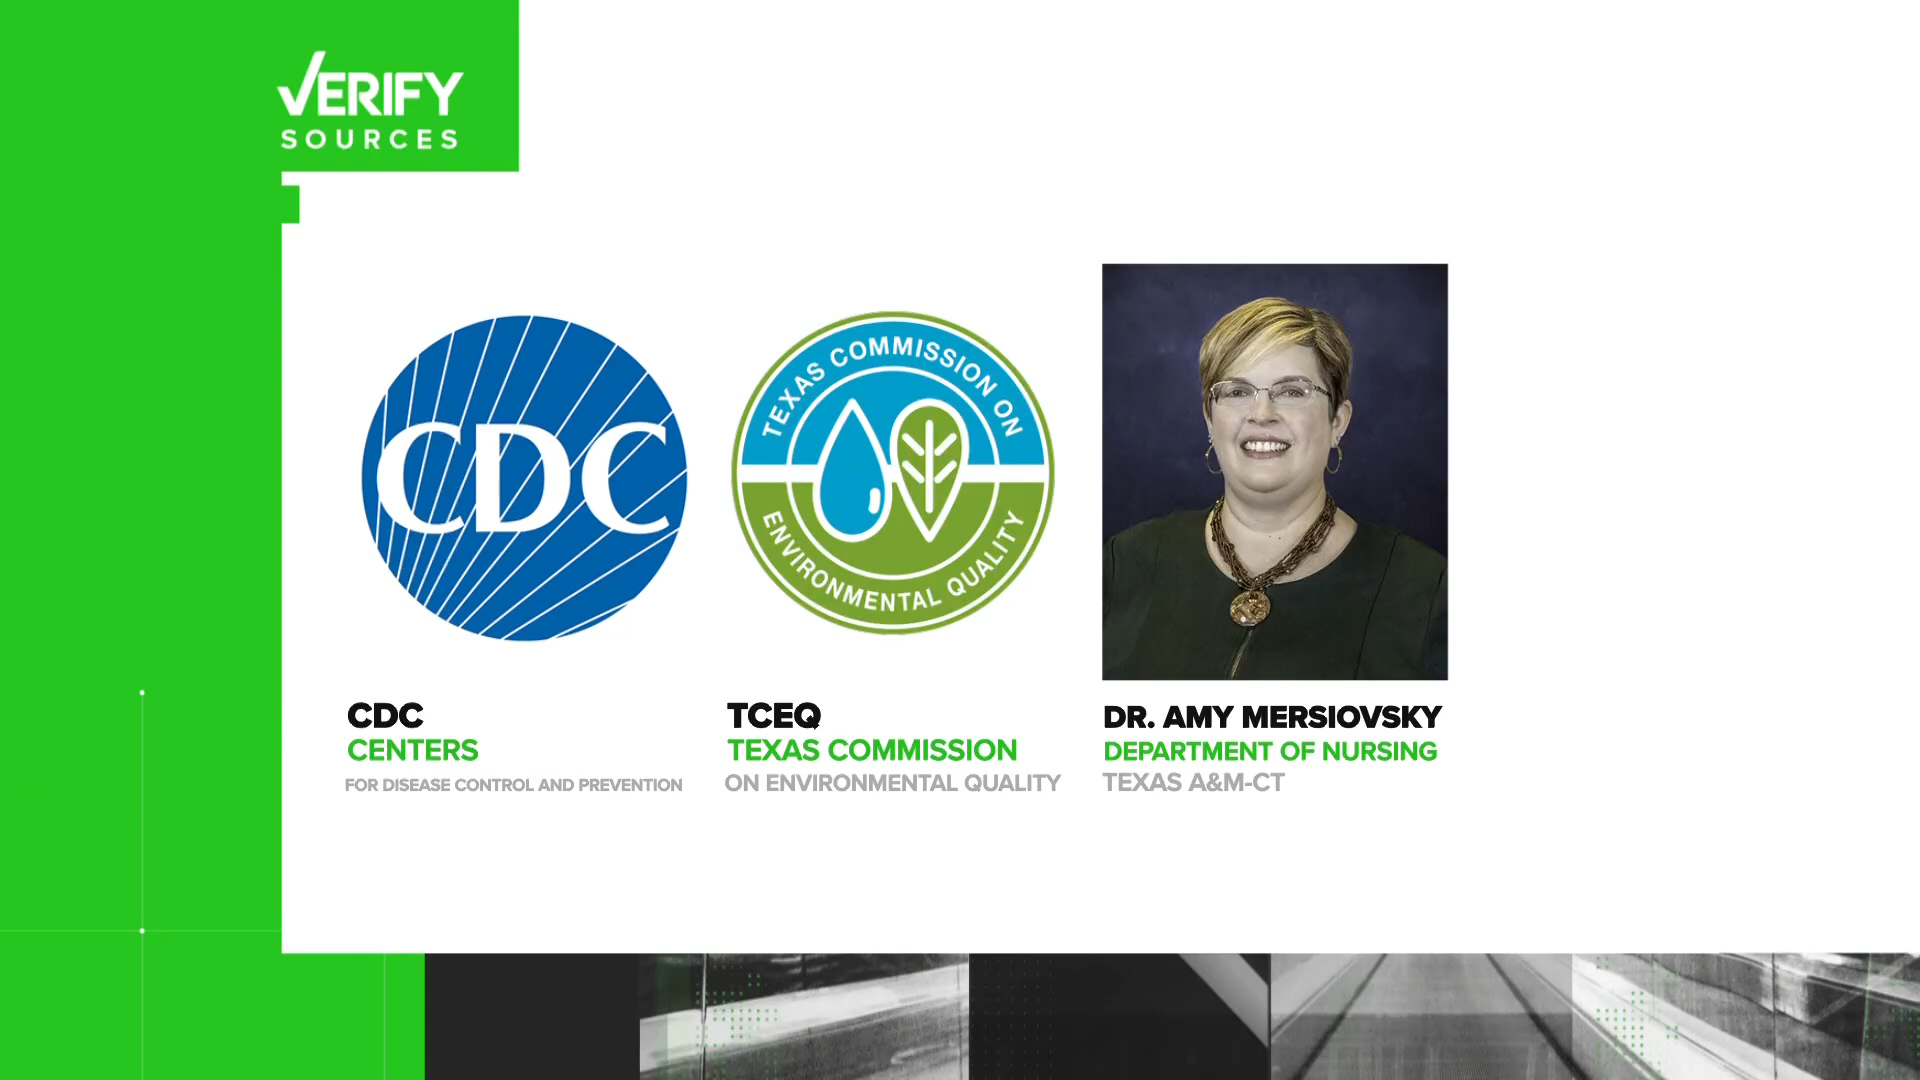 VERIFY
SOURCES
CDC
TEXAS COMMISSION ON
ENVIRONMENTAL QUALITY
CDC
CENTERS
FOR DISEASE CONTROL AND PREVENTION
TCEQ
TEXAS COMMISSION
ON ENVIRONMENTAL QUALITY
DR. AMY MERSIOVSKY
DEPARTMENT OF NURSING
TEXAS A&M-CT